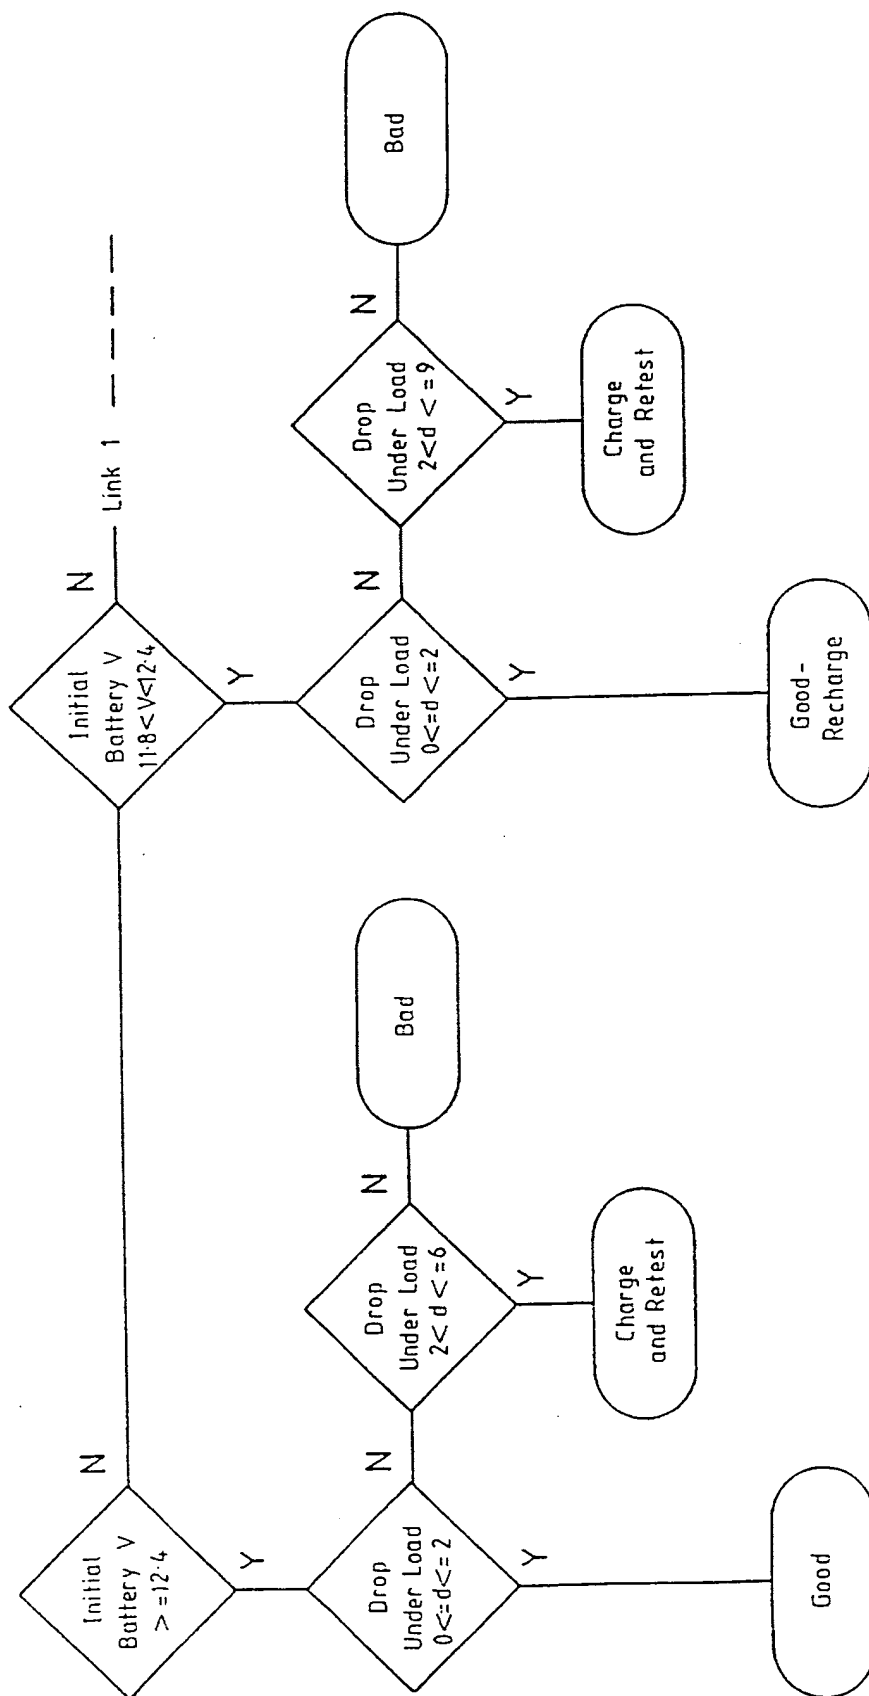 Initial
Battery V
> =12·4
N
Y
Drop
Under Load
0<=d<=2
N
Y
Good
Drop
Under Load
2<d<=6
N
Y
Charge
and Retest
Bad
Initial
Battery V
11·8<V<12·4
N
Link 1
Y
Drop
Under Load
0<=d<=2
N
Y
Good-
Recharge
Drop
Under Load
2<d<=9
N
Y
Charge
and Retest
Bad